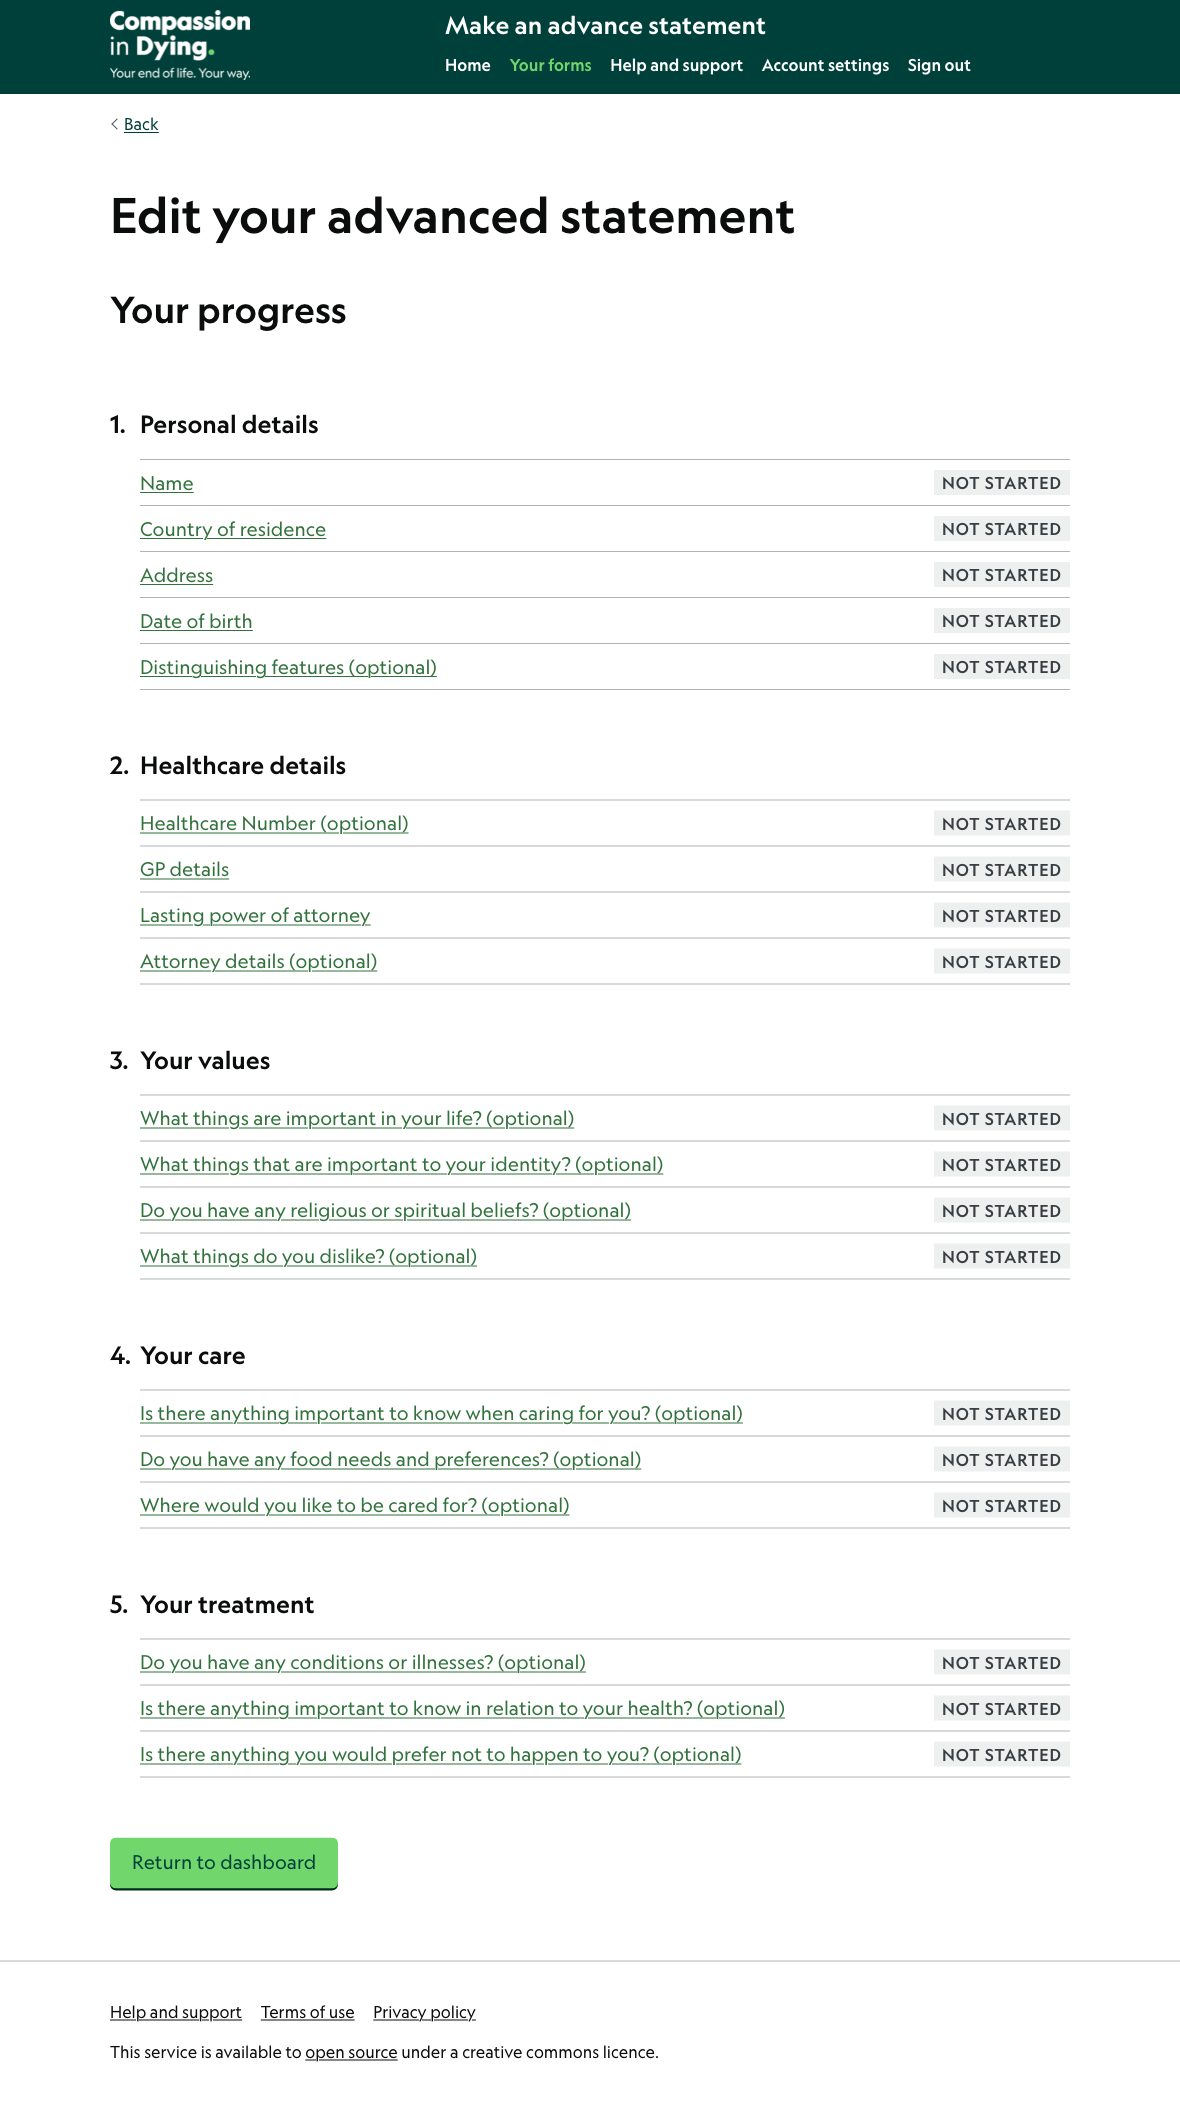 Compassion
in Dying.
Your end of life. Your way.
Make an advance statement
Home Your forms Help and support Account settings Sign out
Back
Edit your advanced statement
Your progress
1. Personal details
Name NOT STARTED
Country of residence NOT STARTED
Address NOT STARTED
Date of birth NOT STARTED
Distinguishing features (optional) NOT STARTED
2. Healthcare details
Healthcare Number (optional) NOT STARTED
GP details NOT STARTED
Lasting power of attorney NOT STARTED
Attorney details (optional) NOT STARTED
3. Your values
What things are important in your life? (optional) NOT STARTED
What things that are important to your identity? (optional) NOT STARTED
Do you have any religious or spiritual beliefs? (optional) NOT STARTED
What things do you dislike? (optional) NOT STARTED
4. Your care
Is there anything important to know when caring for you? (optional) NOT STARTED
Do you have any food needs and preferences? (optional) NOT STARTED
Where would you like to be cared for? (optional) NOT STARTED
5. Your treatment
Do you have any conditions or illnesses? (optional) NOT STARTED
Is there anything important to know in relation to your health? (optional) NOT STARTED
Is there anything you would prefer not to happen to you? (optional) NOT STARTED
Return to dashboard
Help and support Terms of use Privacy policy
This service is available to open source under a creative commons licence.